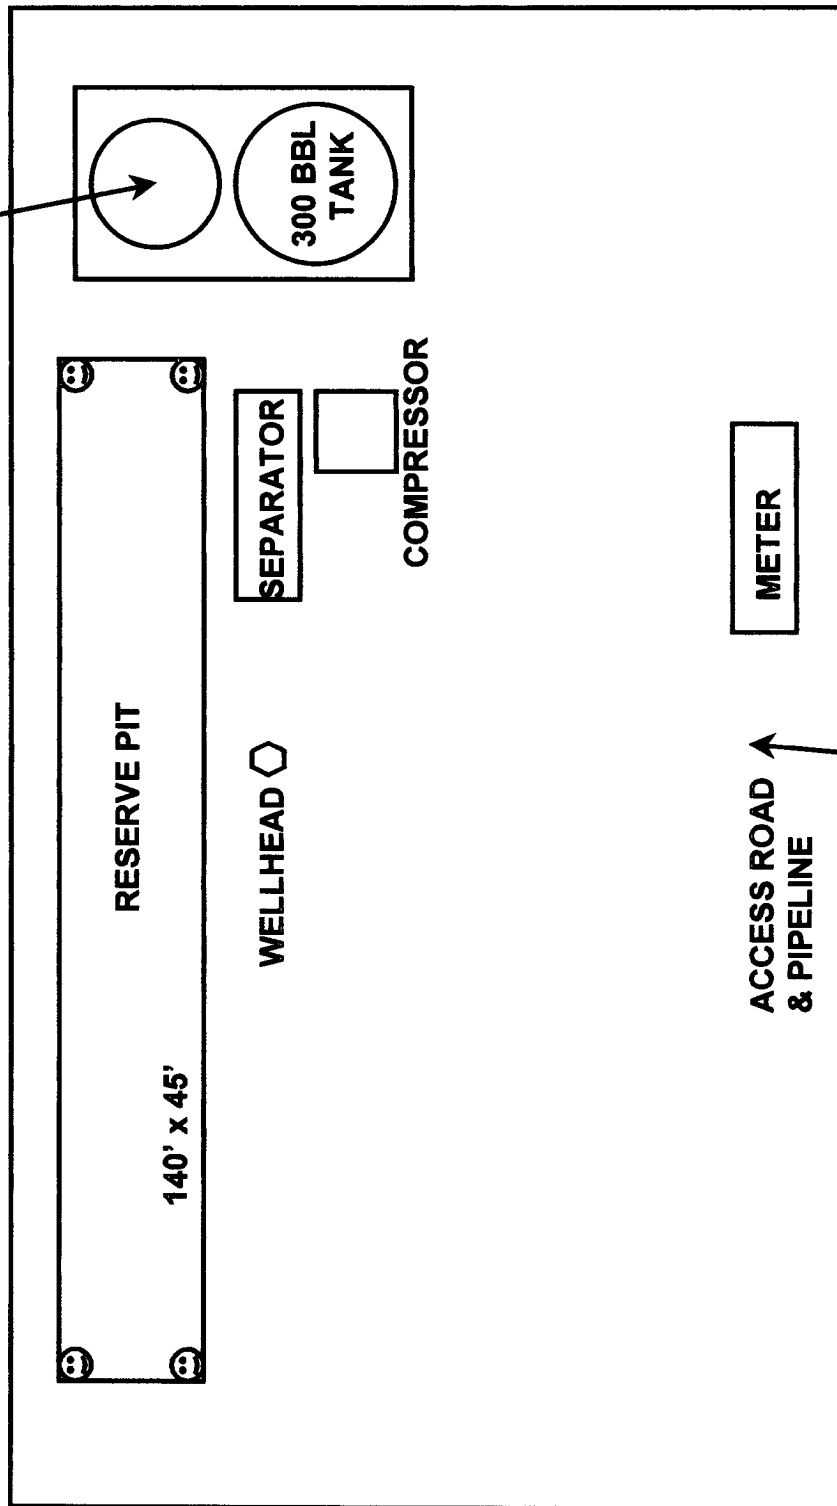 300 BBL
TANK
SEPARATOR
COMPRESSOR
METER
RESERVE PIT
WELLHEAD
ACCESS ROAD
& PIPELINE
140' x 45'